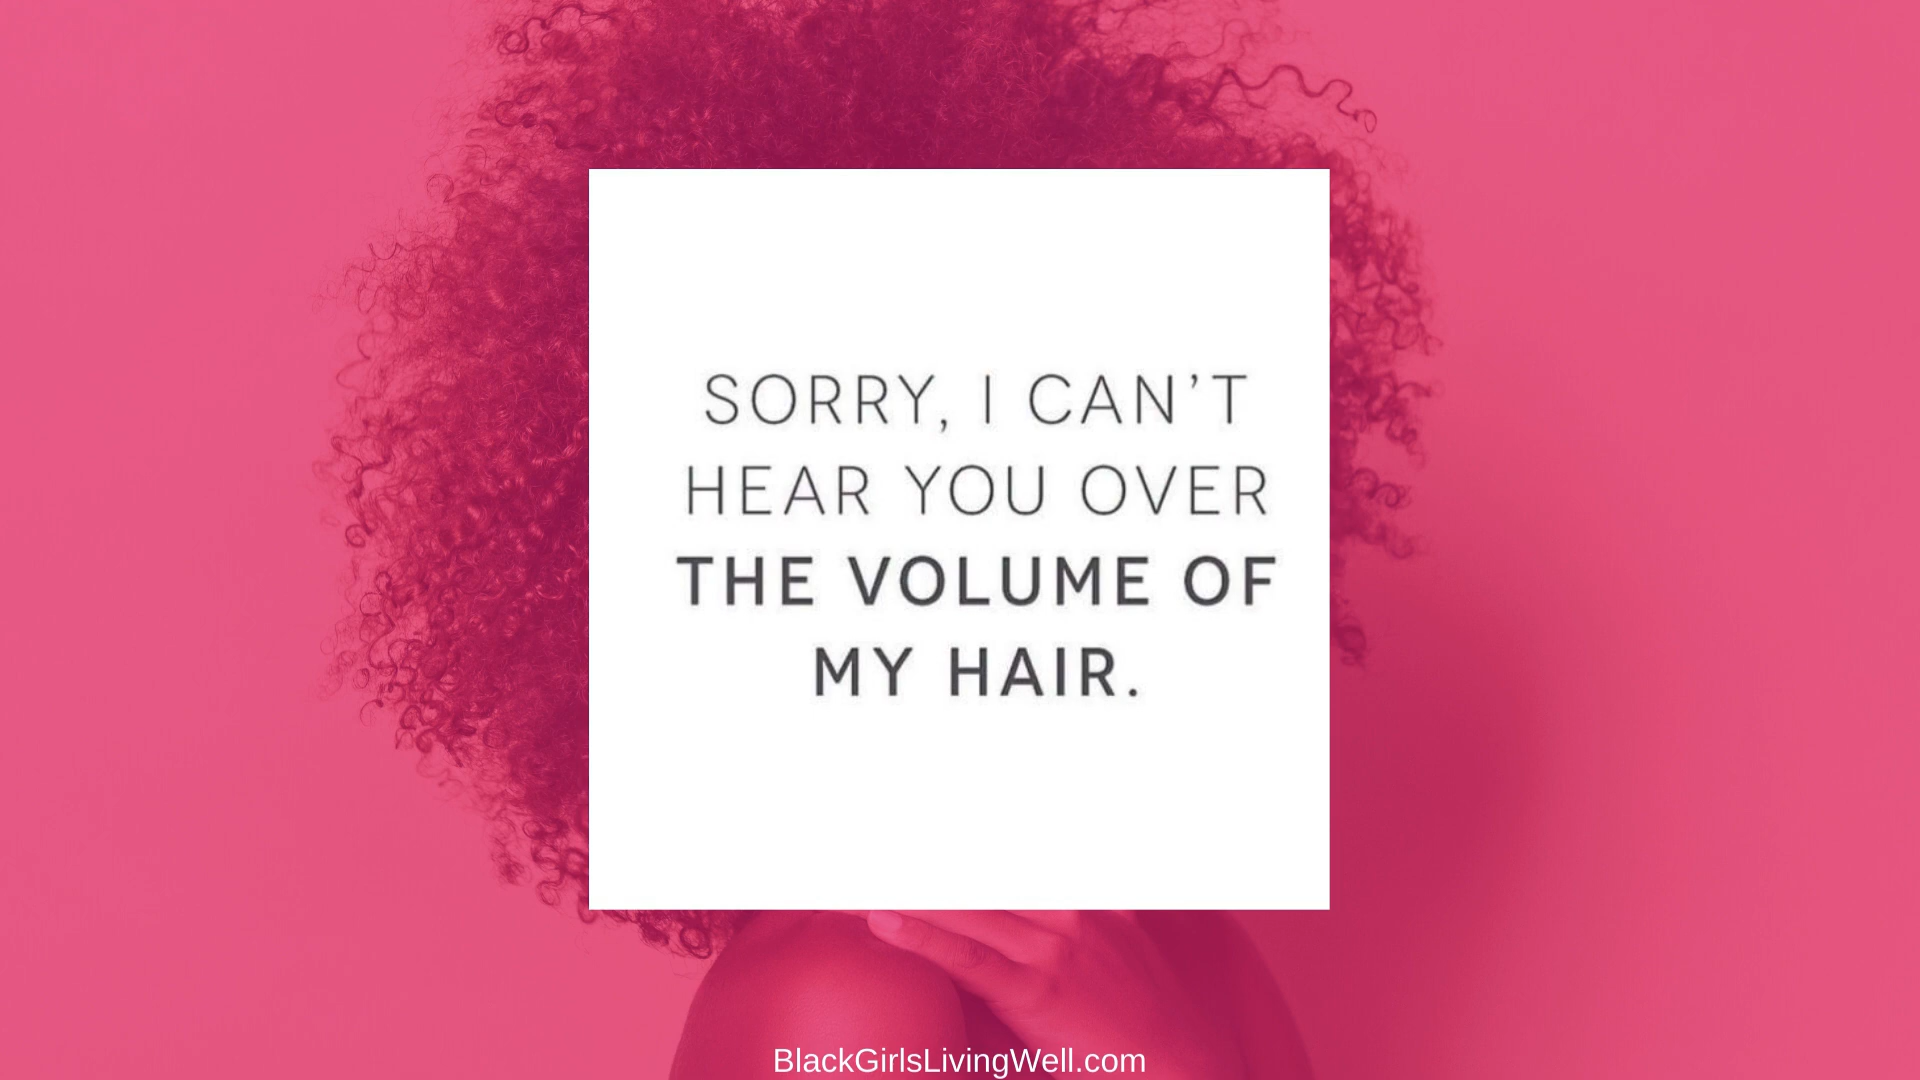 SORRY, I CAN’T
HEAR YOU OVER
THE VOLUME OF
MY HAIR.
BlackGirlsLivingWell.com